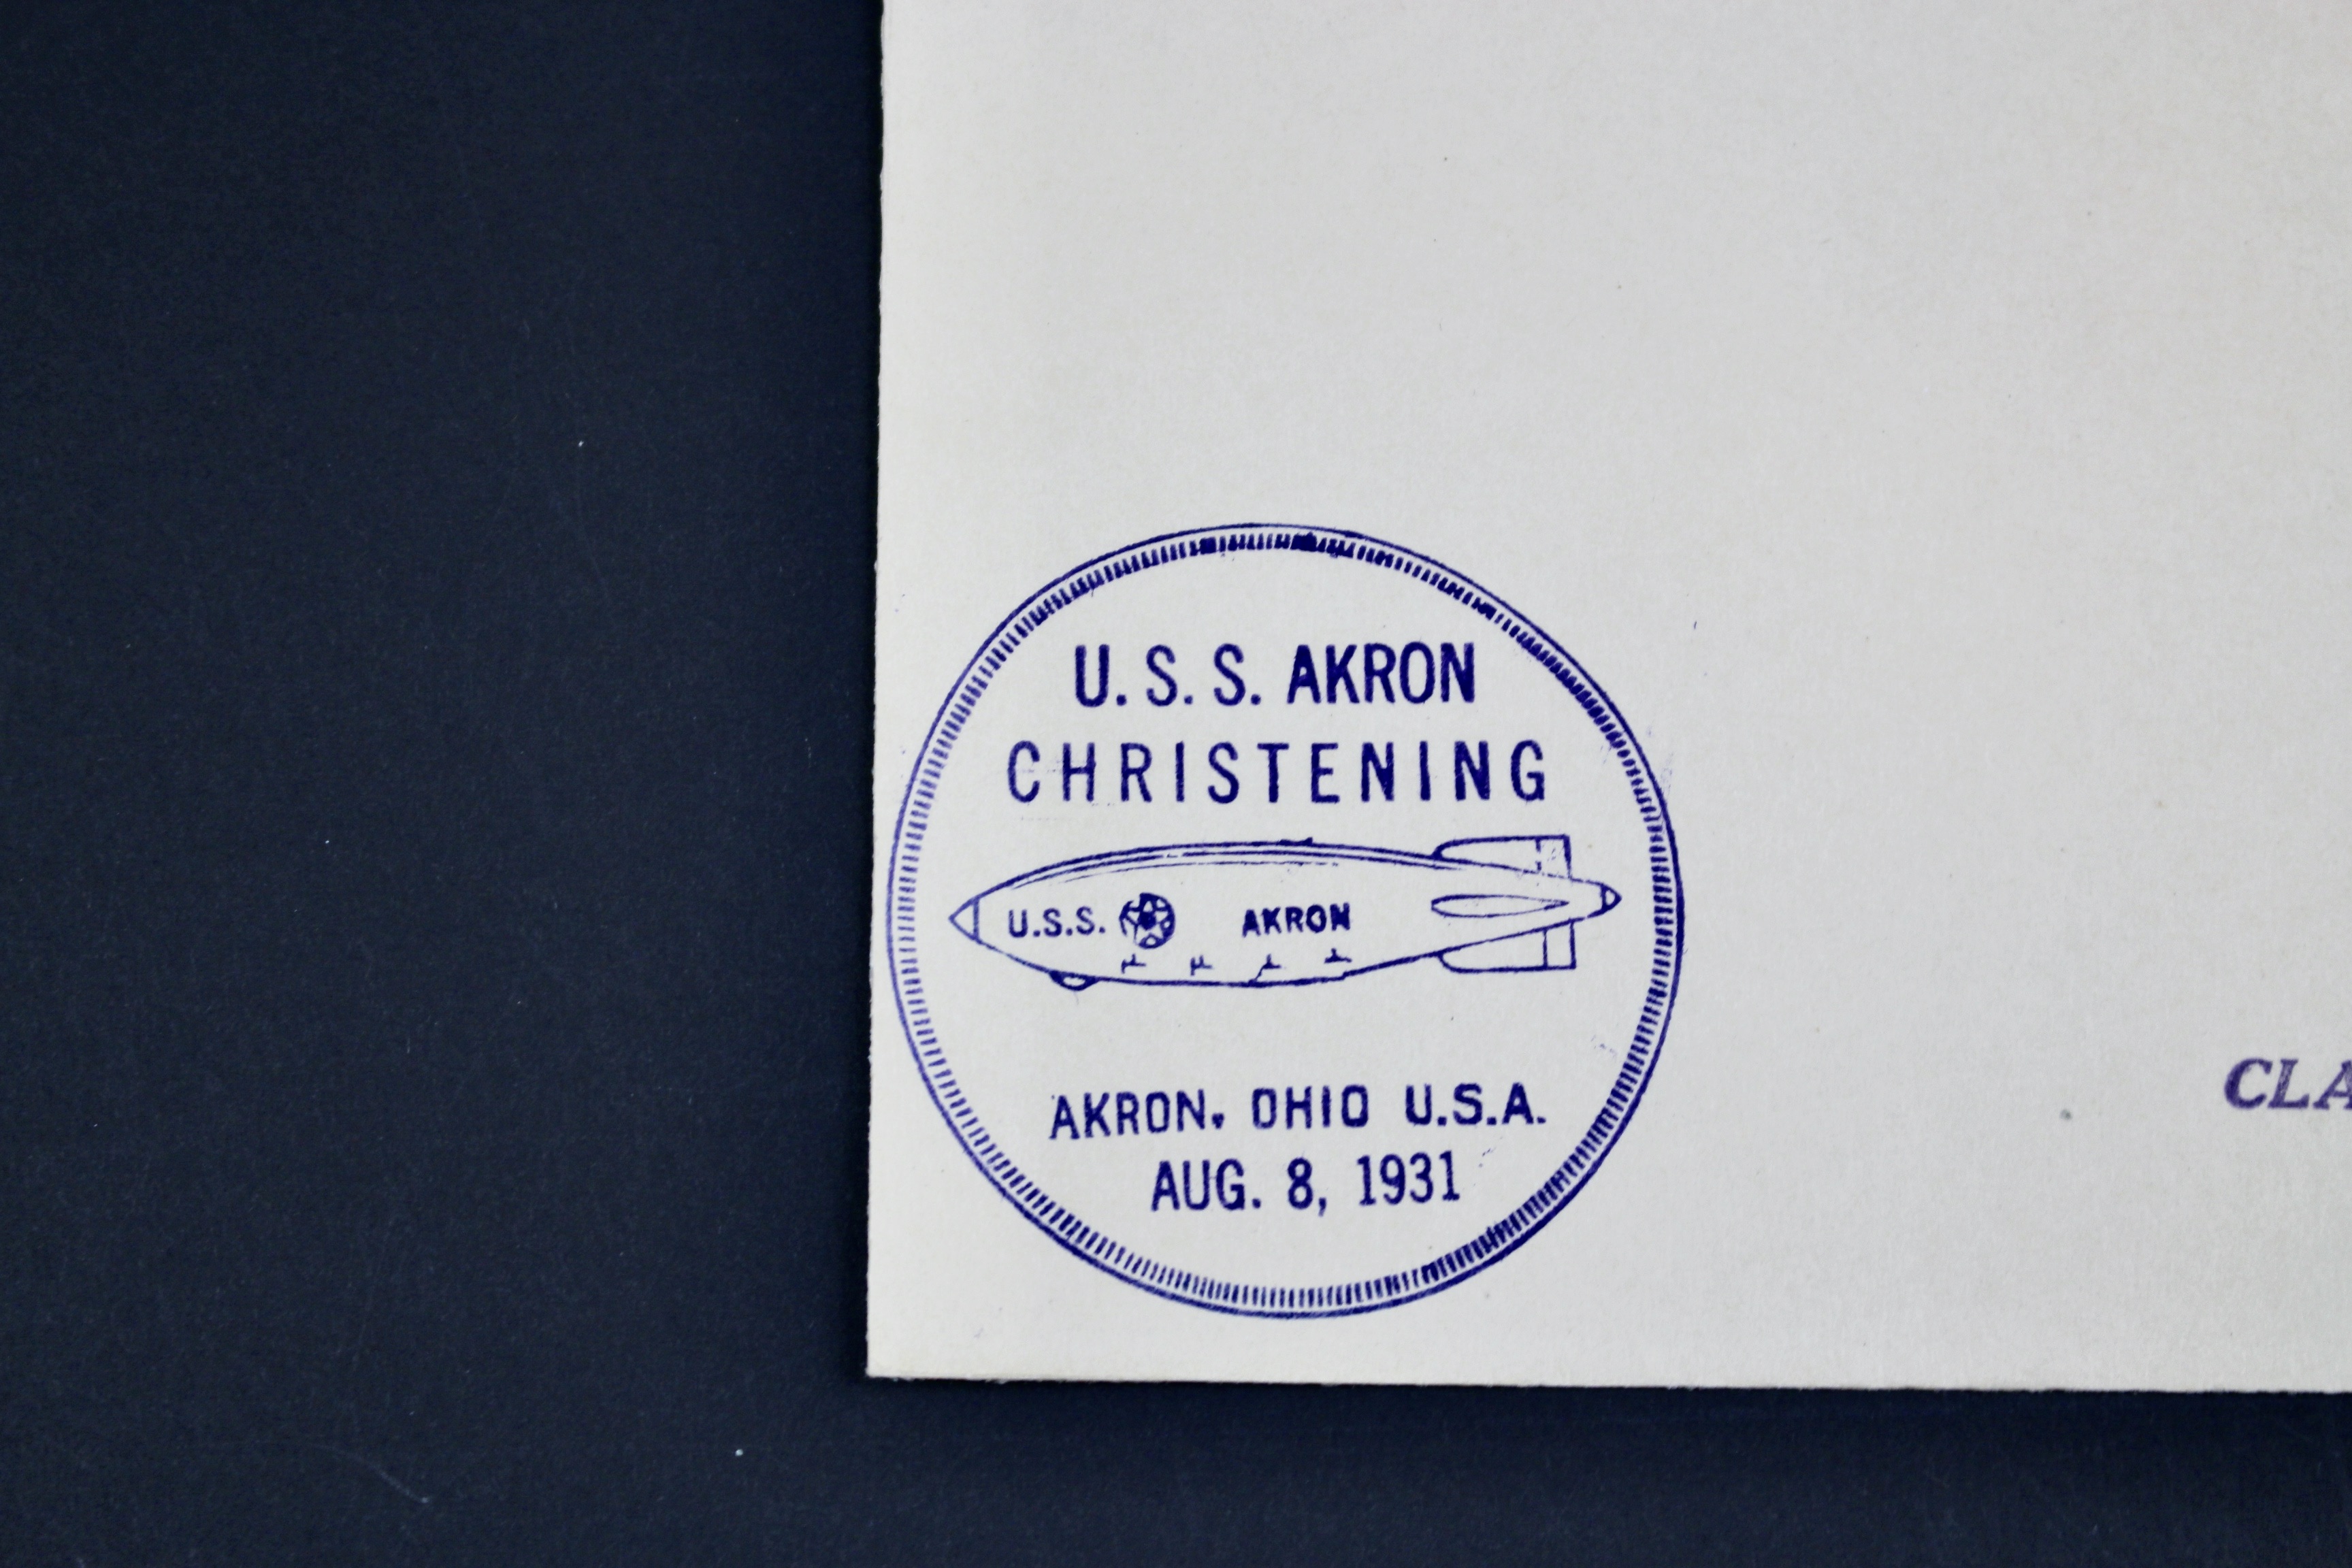 U. S. S. AKRON
CHRISTENING
U.S.S. AKRON
AKRON, OHIO U.S.A.
AUG. 8, 1931